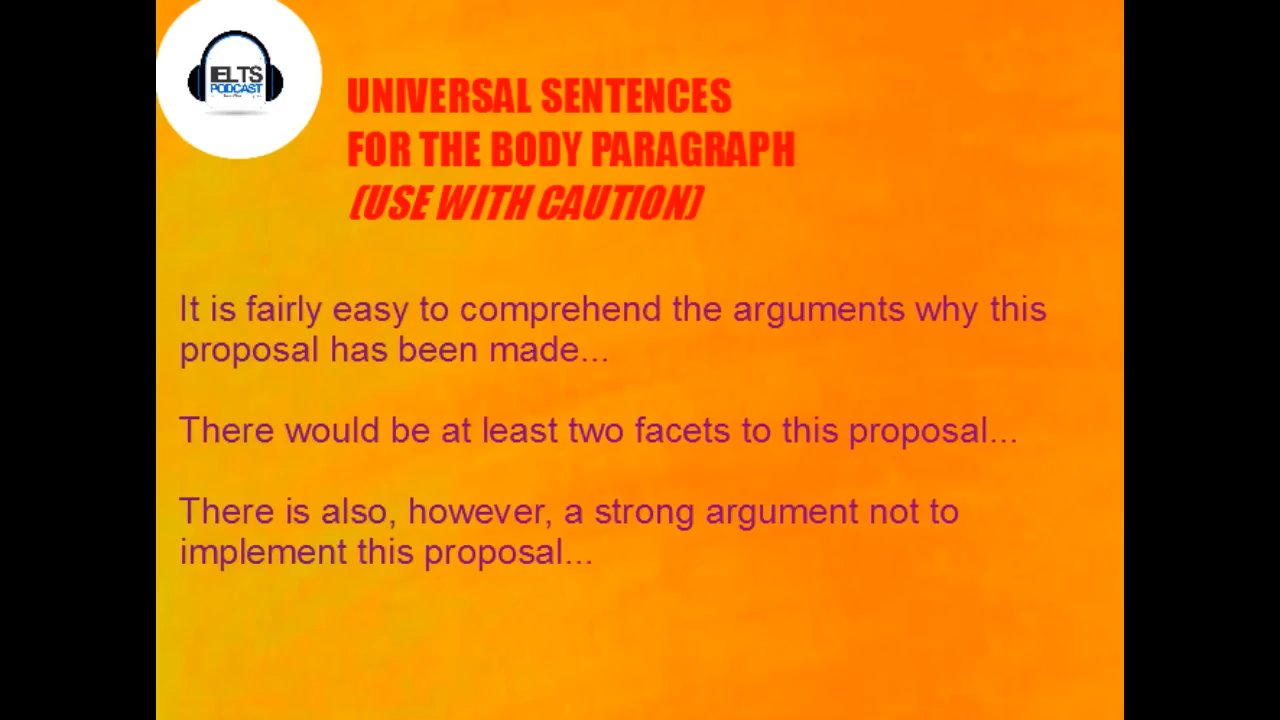 IELTS
PODCAST
UNIVERSAL SENTENCES
FOR THE BODY PARAGRAPH
(USE WITH CAUTION)
It is fairly easy to comprehend the arguments why this
proposal has been made...
There would be at least two facets to this proposal...
There is also, however, a strong argument not to
implement this proposal...